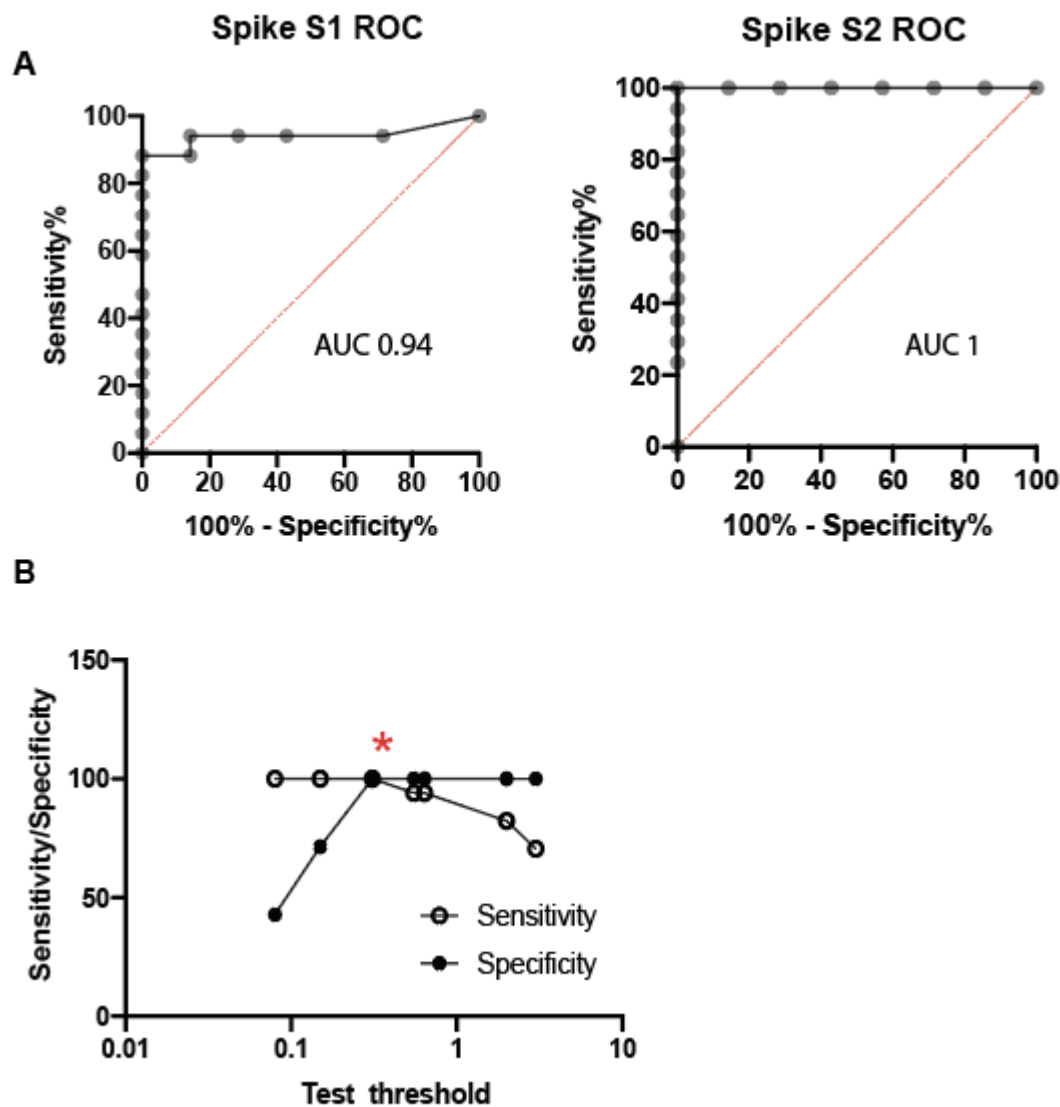 Spike S1 ROC
Spike S2 ROC
A
100
80
60
40
20
0
Sensitivity%
AUC 0.94
0 20 40 60 80 100
100% - Specificity%
100
80
60
40
20
0
Sensitivity%
AUC 1
0 20 40 60 80 100
100% - Specificity%
B
150
100
50
0
Sensitivity/Specificity
*
Sensitivity
Specificity
0.01 0.1 1 10
Test threshold